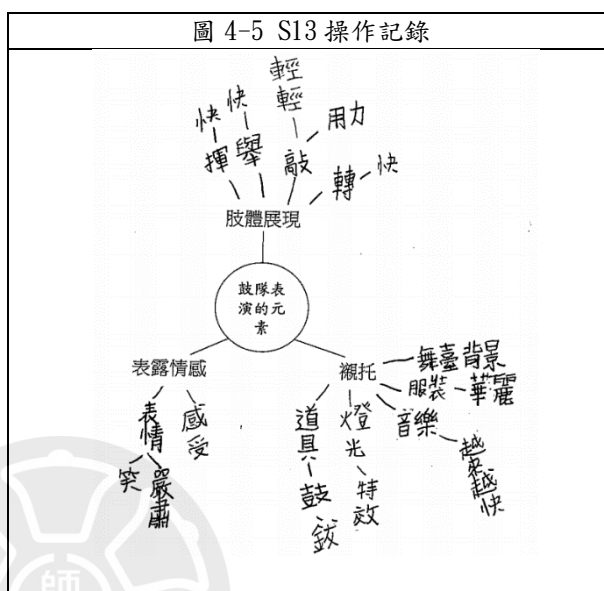 圖 4-5 S13 操作記錄
輕輕
快
快
用力
揮
舉
敲
轉
快
肢體展現
鼓隊表
演的元
素
表露情感
襯托
表情
感受
笑
嚴肅
舞臺背景
服裝
華麗
音樂
越來越快
道具
鼓
鈸
燈光
特效
師